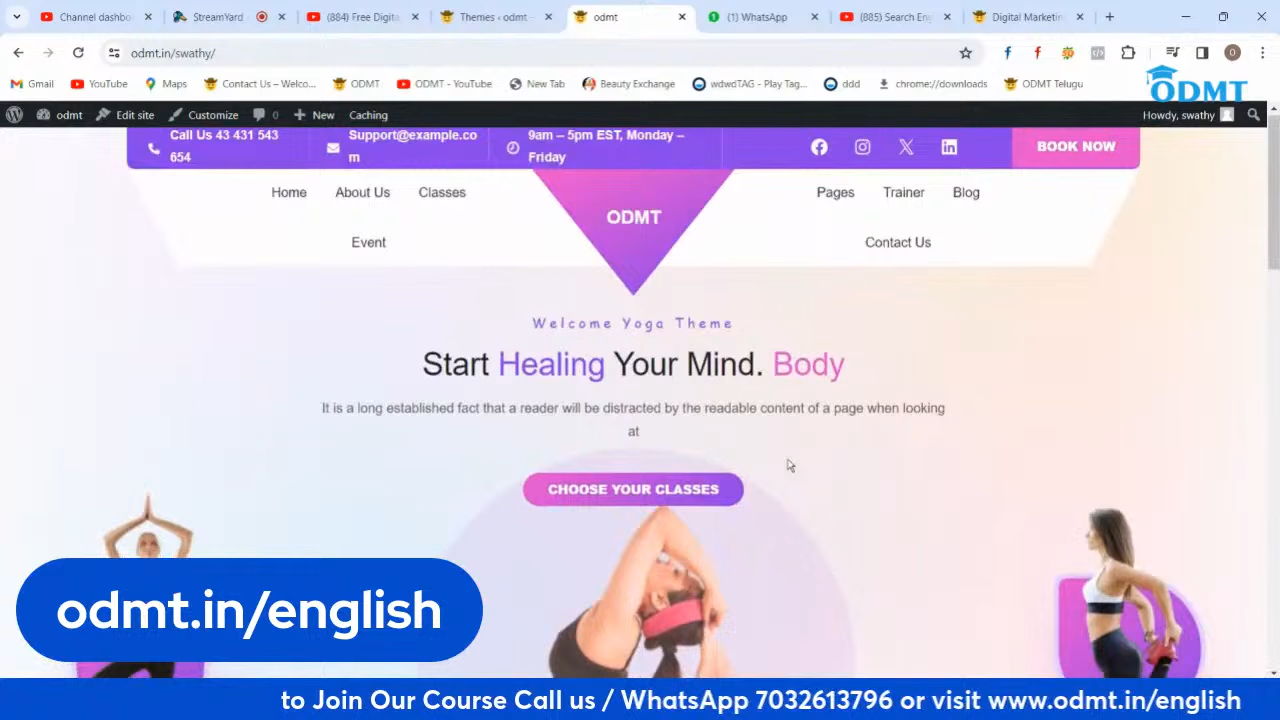 Channel dashbo
StreamYard
(884) Free Digita
Themes ‹ odmt –
odmt
(1) WhatsApp
(885) Search En
Digital Marketin
odmt.in/swathy/
Gmail
YouTube
Maps
Contact Us – Welco...
ODMT
ODMT - YouTube
New Tab
Beauty Exchange
wdwdTAG - Play Tag...
ddd
chrome://downloads
ODMT Telugu
ODMT
odmt
Edit site
Customize
0
New
Caching
Howdy, swathy
Call Us 43 431 543
654
Support@example.co
m
9am – 5pm EST, Monday –
Friday
BOOK NOW
Home
About Us
Classes
ODMT
Pages
Trainer
Blog
Event
Contact Us
Welcome Yoga Theme
Start Healing Your Mind. Body
It is a long established fact that a reader will be distracted by the readable content of a page when looking
at
CHOOSE YOUR CLASSES
odmt.in/english
to Join Our Course Call us / WhatsApp 7032613796 or visit www.odmt.in/english